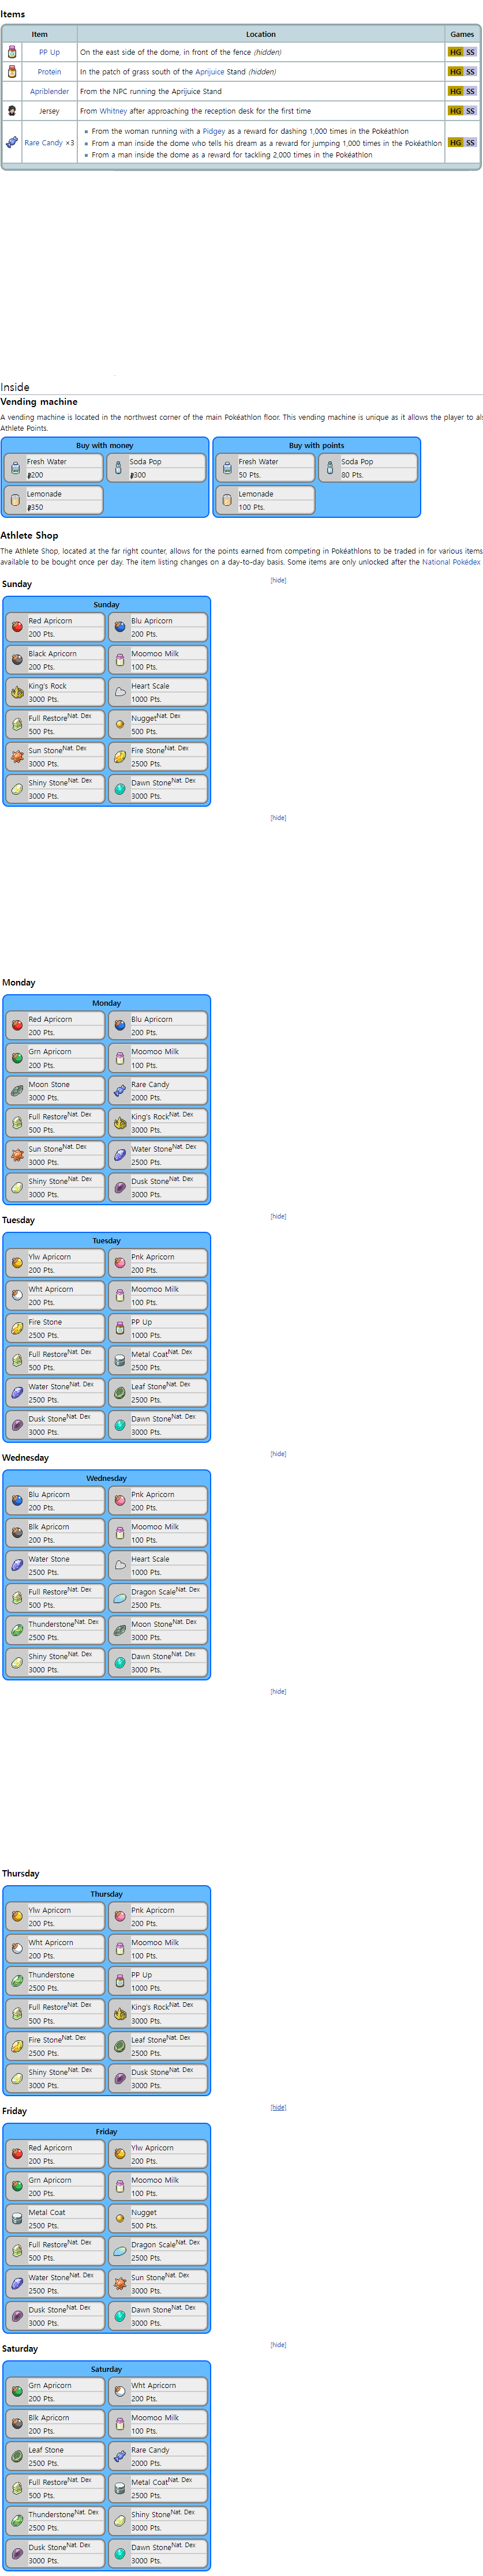 Items
Item Location Games
PP Up On the east side of the dome, in front of the fence (hidden) HG SS
Protein In the patch of grass south of the Aprijuice Stand (hidden) HG SS
Apriblender From the NPC running the Aprijuice Stand HG SS
Jersey From Whitney after approaching the reception desk for the first time HG SS
Rare Candy ×3 From the woman running with a Pidgey as a reward for dashing 1,000 times in the Pokéathlon HG SS
From a man inside the dome who tells his dream as a reward for jumping 1,000 times in the Pokéathlon
From a man inside the dome as a reward for tackling 2,000 times in the Pokéathlon
Inside
Vending machine
A vending machine is located in the northwest corner of the main Pokéathlon floor. This vending machine is unique as it allows the player to als
Athlete Points.
Buy with money Buy with points
Fresh Water Soda Pop Fresh Water Soda Pop
200 300 50 Pts. 80 Pts.
Lemonade Lemonade
350 100 Pts.
Athlete Shop
The Athlete Shop, located at the far right counter, allows for the points earned from competing in Pokéathlons to be traded in for various items
available to be bought once per day. The item listing changes on a day-to-day basis. Some items are only unlocked after the National Pokédex
Sunday [hide]
Sunday
Red Apricorn Blu Apricorn
200 Pts. 200 Pts.
Black Apricorn Moomoo Milk
200 Pts. 100 Pts.
King's Rock Heart Scale
3000 Pts. 1000 Pts.
Full Restore Nat. Dex Nugget Nat. Dex
500 Pts. 500 Pts.
Sun Stone Nat. Dex Fire Stone Nat. Dex
3000 Pts. 2500 Pts.
Shiny Stone Nat. Dex Dawn Stone Nat. Dex
3000 Pts. 3000 Pts.
[hide]
Monday
Monday
Red Apricorn Blu Apricorn
200 Pts. 200 Pts.
Grn Apricorn Moomoo Milk
200 Pts. 100 Pts.
Moon Stone Rare Candy
3000 Pts. 2000 Pts.
Full Restore Nat. Dex King's Rock Nat. Dex
500 Pts. 3000 Pts.
Sun Stone Nat. Dex Water Stone Nat. Dex
3000 Pts. 2500 Pts.
Shiny Stone Nat. Dex Dusk Stone Nat. Dex
3000 Pts. 3000 Pts.
Tuesday [hide]
Tuesday
Ylw Apricorn Pnk Apricorn
200 Pts. 200 Pts.
Wht Apricorn Moomoo Milk
200 Pts. 100 Pts.
Fire Stone PP Up
2500 Pts. 1000 Pts.
Full Restore Nat. Dex Metal Coat Nat. Dex
500 Pts. 2500 Pts.
Water Stone Nat. Dex Leaf Stone Nat. Dex
2500 Pts. 2500 Pts.
Dusk Stone Nat. Dex Dawn Stone Nat. Dex
3000 Pts. 3000 Pts.
Wednesday [hide]
Wednesday
Blu Apricorn Pnk Apricorn
200 Pts. 200 Pts.
Blk Apricorn Moomoo Milk
200 Pts. 100 Pts.
Water Stone Heart Scale
2500 Pts. 1000 Pts.
Full Restore Nat. Dex Dragon Scale Nat. Dex
500 Pts. 2500 Pts.
Thunderstone Nat. Dex Moon Stone Nat. Dex
2500 Pts. 3000 Pts.
Shiny Stone Nat. Dex Dawn Stone Nat. Dex
3000 Pts. 3000 Pts.
[hide]
Thursday
Thursday
Ylw Apricorn Pnk Apricorn
200 Pts. 200 Pts.
Wht Apricorn Moomoo Milk
200 Pts. 100 Pts.
Thunderstone PP Up
2500 Pts. 1000 Pts.
Full Restore Nat. Dex King's Rock Nat. Dex
500 Pts. 3000 Pts.
Fire Stone Nat. Dex Leaf Stone Nat. Dex
2500 Pts. 2500 Pts.
Shiny Stone Nat. Dex Dusk Stone Nat. Dex
3000 Pts. 3000 Pts.
Friday [hide]
Friday
Red Apricorn Ylw Apricorn
200 Pts. 200 Pts.
Grn Apricorn Moomoo Milk
200 Pts. 100 Pts.
Metal Coat Nugget
2500 Pts. 500 Pts.
Full Restore Nat. Dex Dragon Scale Nat. Dex
500 Pts. 2500 Pts.
Water Stone Nat. Dex Sun Stone Nat. Dex
2500 Pts. 3000 Pts.
Dusk Stone Nat. Dex Dawn Stone Nat. Dex
3000 Pts. 3000 Pts.
Saturday [hide]
Saturday
Grn Apricorn Wht Apricorn
200 Pts. 200 Pts.
Blk Apricorn Moomoo Milk
200 Pts. 100 Pts.
Leaf Stone Rare Candy
2500 Pts. 2000 Pts.
Full Restore Nat. Dex Metal Coat Nat. Dex
500 Pts. 2500 Pts.
Thunderstone Nat. Dex Shiny Stone Nat. Dex
2500 Pts. 3000 Pts.
Dusk Stone Nat. Dex Dawn Stone Nat. Dex
3000 Pts. 3000 Pts.